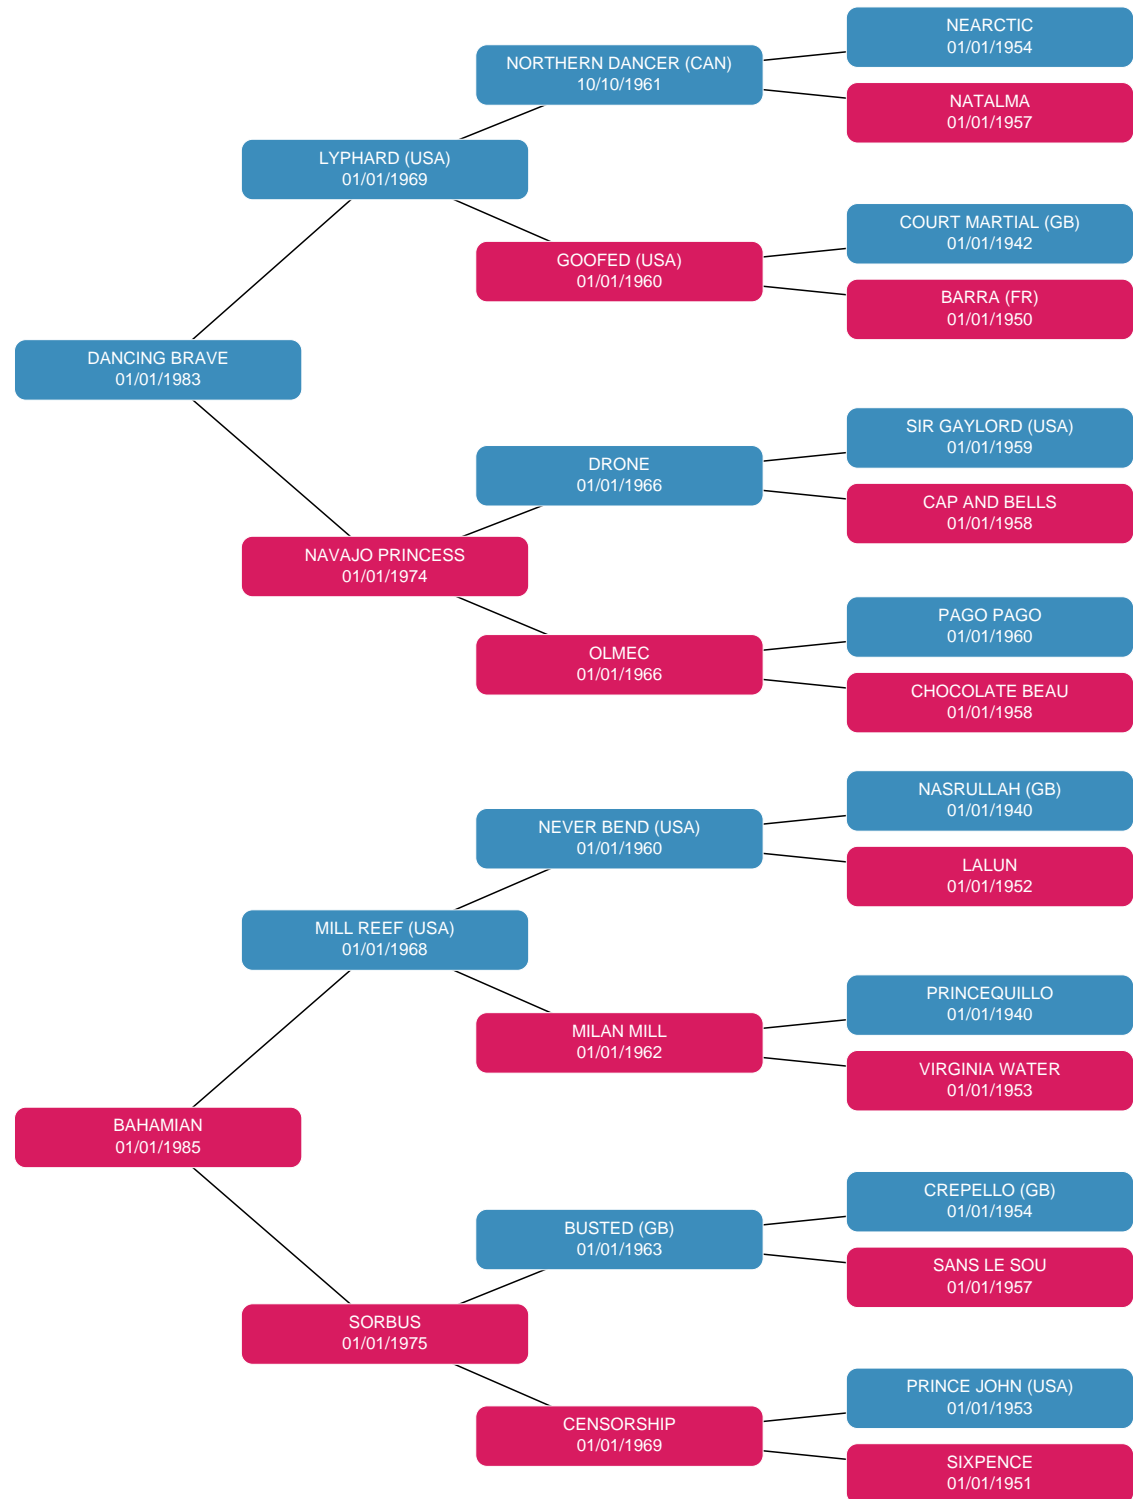 NEARCTIC
01/01/1954
NORTHERN DANCER (CAN)
10/10/1961
NATALMA
01/01/1957
LYPHARD (USA)
01/01/1969
COURT MARTIAL (GB)
01/01/1942
GOOFED (USA)
01/01/1960
BARRA (FR)
01/01/1950
DANCING BRAVE
01/01/1983
SIR GAYLORD (USA)
01/01/1959
DRONE
01/01/1966
CAP AND BELLS
01/01/1958
NAVAJO PRINCESS
01/01/1974
PAGO PAGO
01/01/1960
OLMEC
01/01/1966
CHOCOLATE BEAU
01/01/1958
NASRULLAH (GB)
01/01/1940
NEVER BEND (USA)
01/01/1960
LALUN
01/01/1952
MILL REEF (USA)
01/01/1968
PRINCEQUILLO
01/01/1940
MILAN MILL
01/01/1962
VIRGINIA WATER
01/01/1953
BAHAMIAN
01/01/1985
CREPELLO (GB)
01/01/1954
BUSTED (GB)
01/01/1963
SANS LE SOU
01/01/1957
SORBUS
01/01/1975
PRINCE JOHN (USA)
01/01/1953
CENSORSHIP
01/01/1969
SIXPENCE
01/01/1951